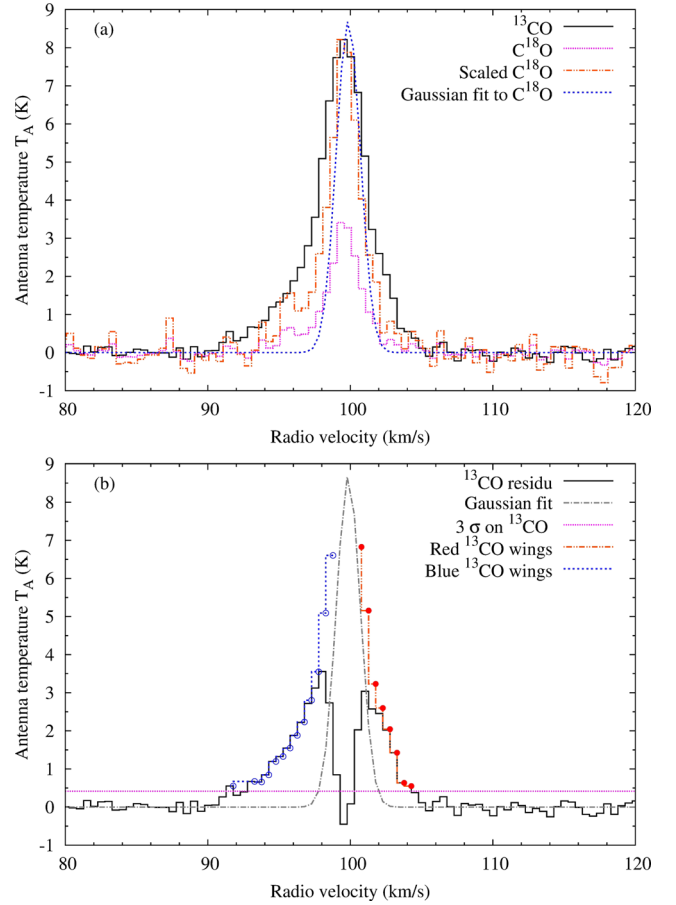 (a)
¹³CO
C¹⁸O
Scaled C¹⁸O
Gaussian fit to C¹⁸O
Antenna temperature T_A (K)
9
8
7
6
5
4
3
2
1
0
-1
80 90 100 110 120
Radio velocity (km/s)
(b)
¹³CO residu
Gaussian fit
3 σ on ¹³CO
Red ¹³CO wings
Blue ¹³CO wings
Antenna temperature T_A (K)
9
8
7
6
5
4
3
2
1
0
-1
80 90 100 110 120
Radio velocity (km/s)